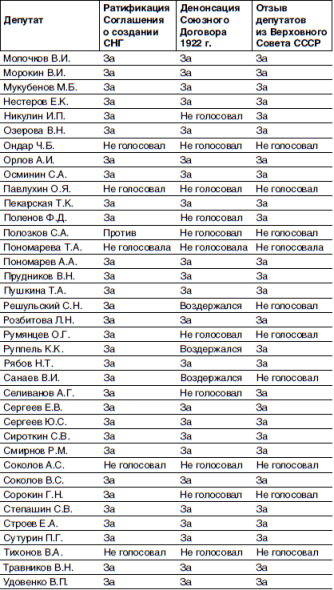 Депутат Ратификация Соглашения о создании СНГ Денонсация Союзного Договора 1922 г. Отзыв депутатов из Верховного Совета СССР
Молочков В.И. За За За
Морокин В.И. За За За
Мукубенов М.Б. За За За
Нестеров Е.К. За За За
Никулин И.П. За Не голосовал За
Озерова В.Н. За За За
Ондар Ч.Б. Не голосовал Не голосовал Не голосовал
Орлов А.И. За За За
Осминин С.А. За За За
Павлухин О.Я. Не голосовал Не голосовал Не голосовал
Пекарская Т.К. За За За
Поленов Ф.Д. За Не голосовал За
Полозков С.А. Против Не голосовал Не голосовал
Пономарева Т.А. Не голосовала Не голосовала Не голосовала
Пономарев А.А. За За За
Прудников В.Н. За За За
Пушкина Т.А. За За За
Решульский С.Н. За Воздержался Не голосовал
Розбитова Л.Н. За За За
Румянцев О.Г. За Не голосовал Не голосовал
Руппель К.К. За Воздержался За
Рябов Н.Т. За За За
Санаев В.И. За Воздержался Не голосовал
Селиванов А.Г. За Не голосовал За
Сергеев Е.В. За За За
Сергеев Ю.С. За За За
Сироткин С.В. За За За
Смирнов Р.М. За За За
Соколов А.С. Не голосовал Не голосовал Не голосовал
Соколов В.С. За За За
Сорокин Г.Н. За Не голосовал Не голосовал
Степашин С.В. За За За
Строев Е.А. За За За
Сутурин П.Г. За За За
Тихонов В.А. Не голосовал Не голосовал Не голосовал
Травников В.Н. За За За
Удовенко В.П. За За За